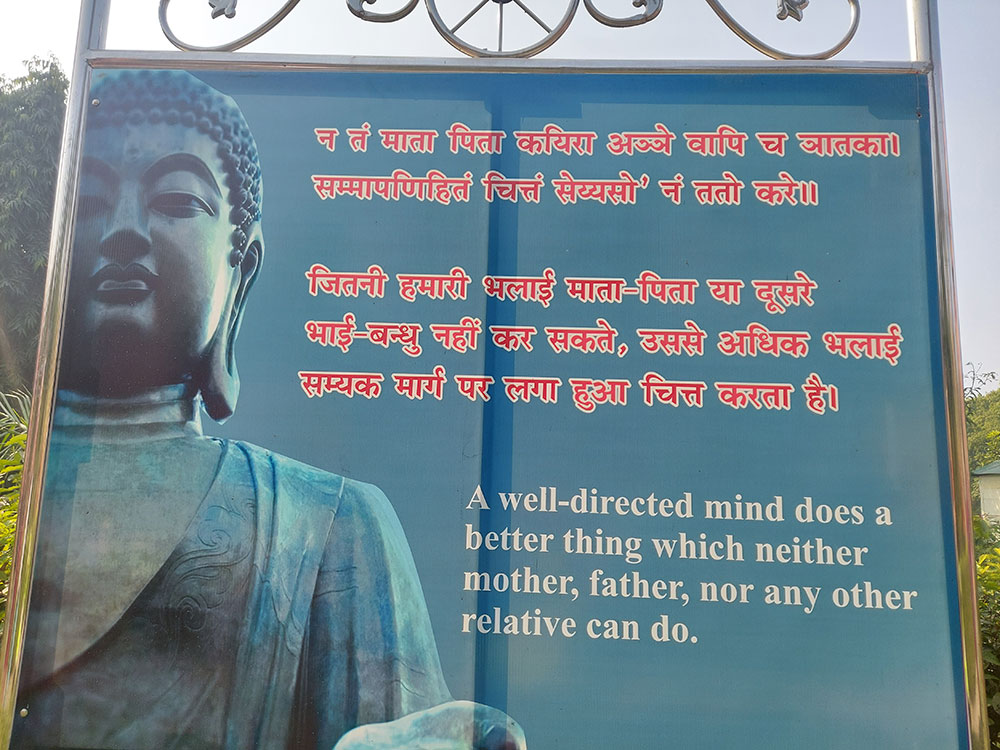 न तं माता पिता कयिरा अञ्ञे वापि च ञातका।
सम्मापणिहितं चित्तं सेय्यसो' नं ततो करे॥
जितनी हमारी भलाई माता-पिता या दूसरे
भाई-बन्धु नहीं कर सकते, उससे अधिक भलाई
सम्यक मार्ग पर लगा हुआ चित्त करता है।
A well-directed mind does a
better thing which neither
mother, father, nor any other
relative can do.